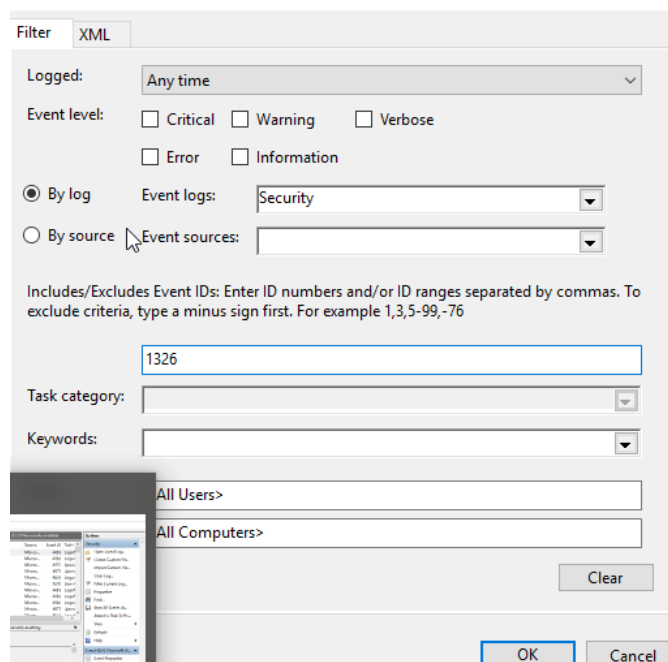 Filter XML
Logged: Any time
Event level: Critical Warning Verbose
Error Information
By log Event logs: Security
By source Event sources:
Includes/Excludes Event IDs: Enter ID numbers and/or ID ranges separated by commas. To
exclude criteria, type a minus sign first. For example 1,3,5-99,-76
1326
Task category:
Keywords:
All Users>
All Computers>
Clear
OK Cancel